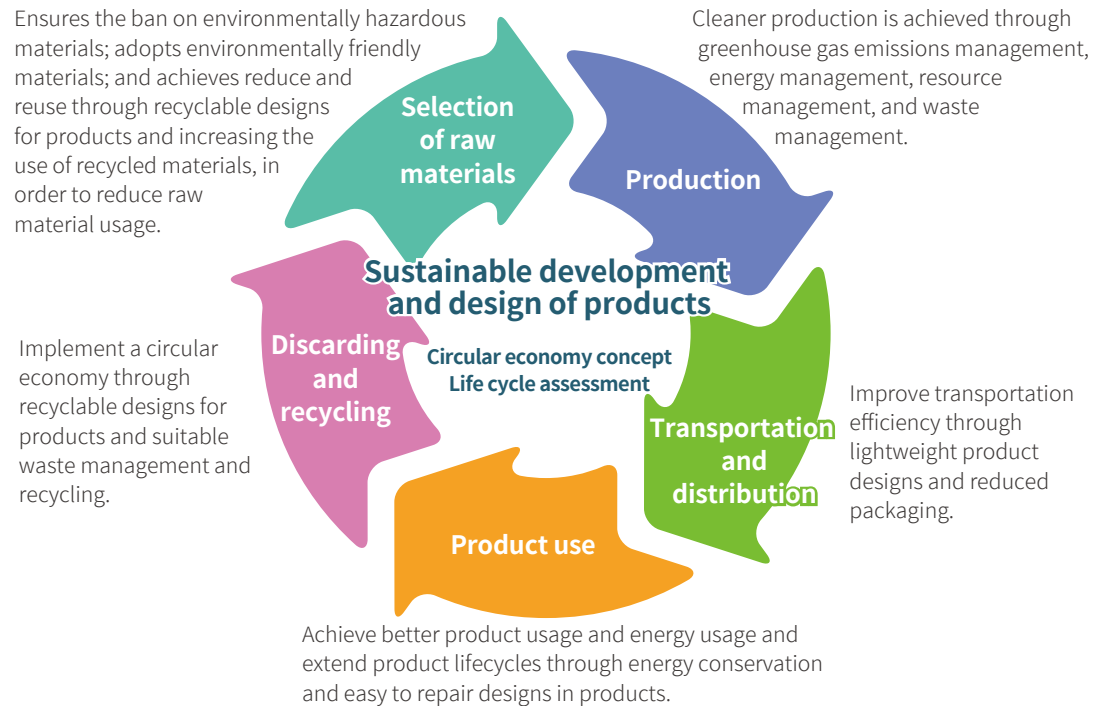 Ensures the ban on environmentally hazardous
materials; adopts environmentally friendly
materials; and achieves reduce and
reuse through recyclable designs
for products and increasing the
use of recycled materials, in
order to reduce raw
material usage.
Selection
of raw
materials
Cleaner production is achieved through
greenhouse gas emissions management,
energy management, resource
management, and waste
management.
Production
Sustainable development
and design of products
Circular economy concept
Life cycle assessment
Transportation
and
distribution
Improve transportation
efficiency through
lightweight product
designs and reduced
packaging.
Product use
Achieve better product usage and energy usage and
extend product lifecycles through energy conservation
and easy to repair designs in products.
Discarding
and
recycling
Implement a circular
economy through
recyclable designs for
products and suitable
waste management and
recycling.